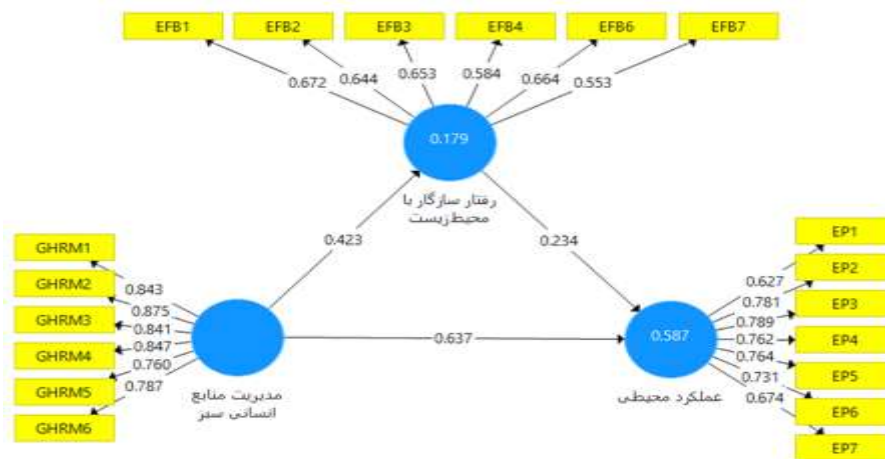 EFB1 EFB2 EFB3 EFB4 EFB6 EFB7
0.672 0.644 0.653 0.584 0.664 0.553
0.179
رفتار سازگار با
محیط‌زیست
0.423
0.234
GHRM1
GHRM2
GHRM3
GHRM4
GHRM5
GHRM6
0.843
0.875
0.841
0.847
0.760
0.787
مدیریت منابع
انسانی سبز
0.637
0.587
عملکرد محیطی
0.627
0.781
0.789
0.762
0.764
0.731
0.674
EP1
EP2
EP3
EP4
EP5
EP6
EP7